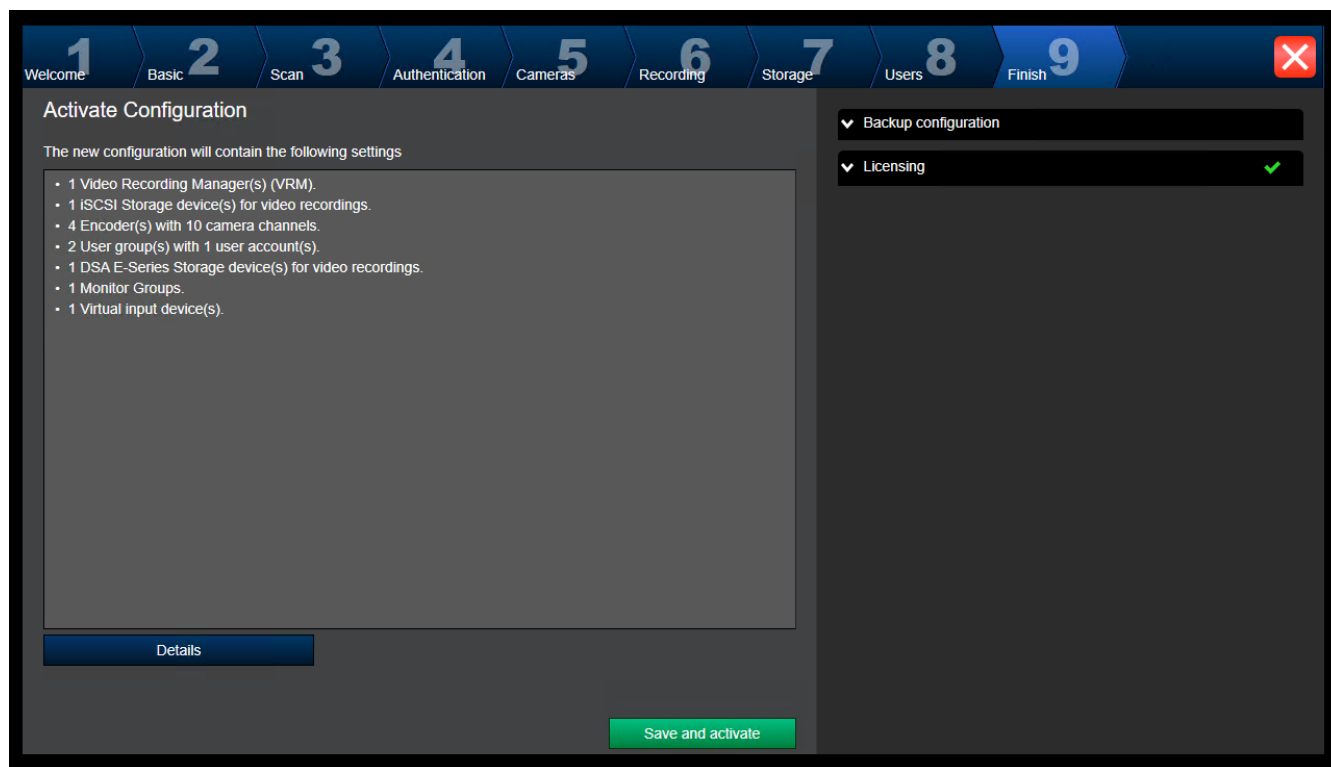 1 Welcome
2 Basic
3 Scan
4 Authentication
5 Cameras
6 Recording
7 Storage
8 Users
9 Finish
Activate Configuration
The new configuration will contain the following settings
• 1 Video Recording Manager(s) (VRM).
• 1 iSCSI Storage device(s) for video recordings.
• 4 Encoder(s) with 10 camera channels.
• 2 User group(s) with 1 user account(s).
• 1 DSA E-Series Storage device(s) for video recordings.
• 1 Monitor Groups.
• 1 Virtual input device(s).
Details
Save and activate
Backup configuration
Licensing